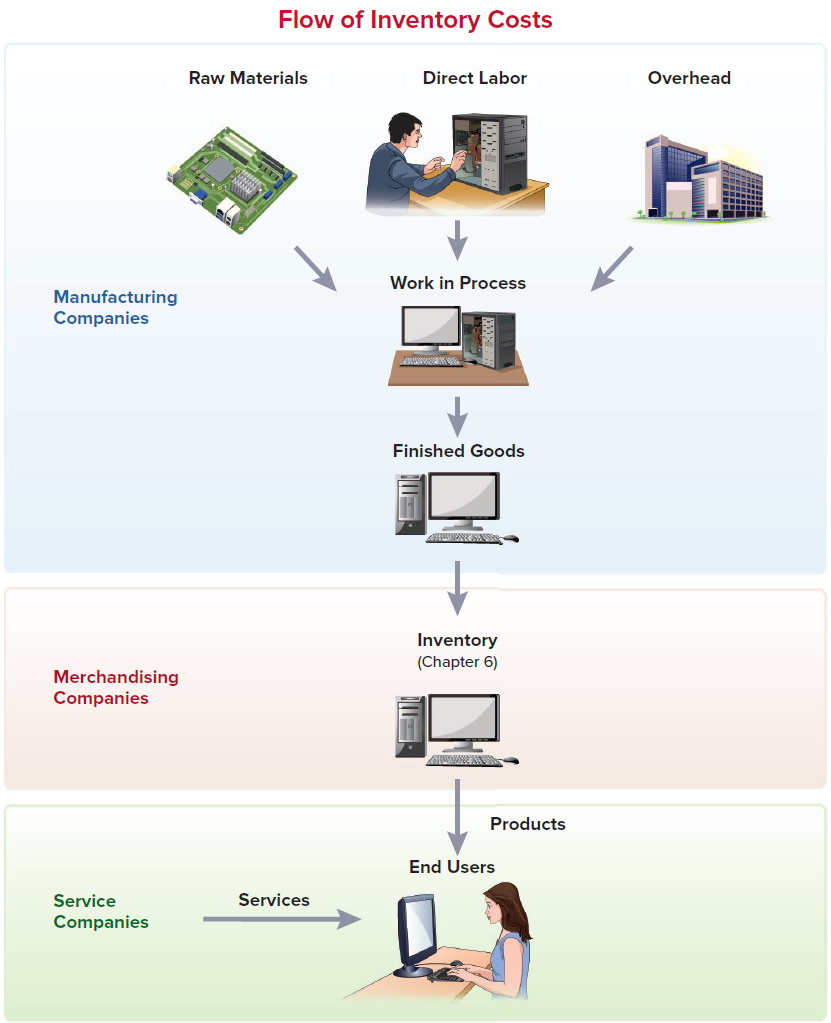 Flow of Inventory Costs
Raw Materials
Direct Labor
Overhead
Work in Process
Manufacturing
Companies
Finished Goods
Inventory
(Chapter 6)
Merchandising
Companies
Products
End Users
Service
Companies
Services